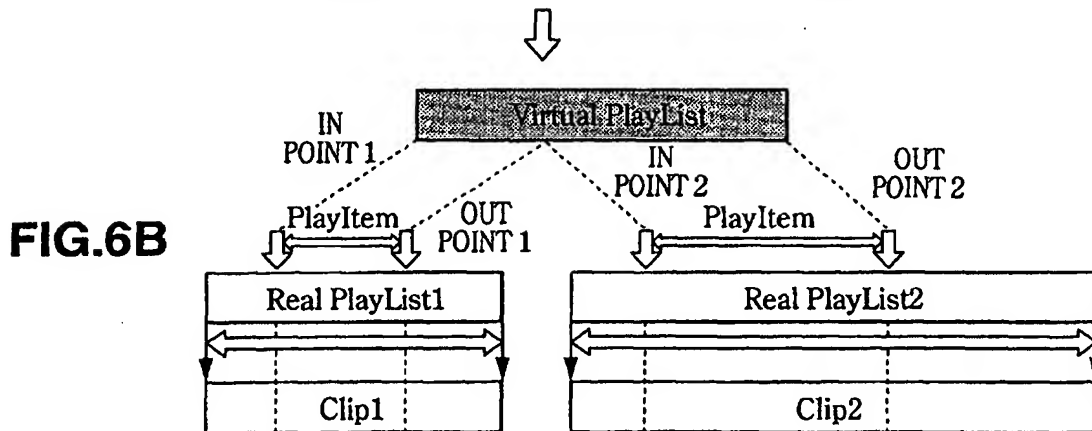 Virtual PlayList
IN
POINT 1
IN
POINT 2
OUT
POINT 2
PlayItem
OUT
POINT 1
PlayItem
FIG.6B
Real PlayList1
Real PlayList2
Clip1
Clip2